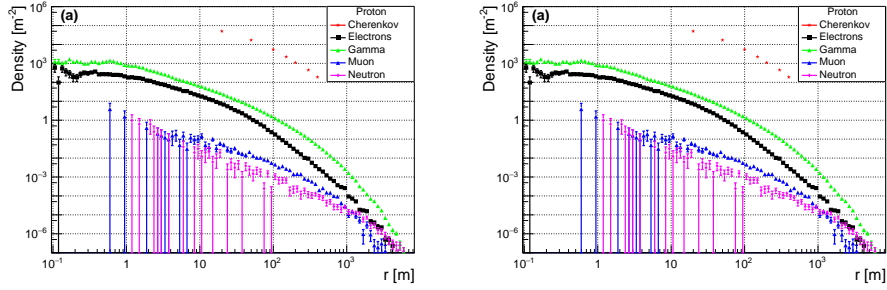 Density [m⁻²]
10⁶
10³
1
10⁻³
10⁻⁶
(a)
Proton
Cherenkov
Electrons
Gamma
Muon
Neutron
10⁻¹
1
10
10²
10³
r [m]
Density [m⁻²]
10⁶
10³
1
10⁻³
10⁻⁶
(a)
Proton
Cherenkov
Electrons
Gamma
Muon
Neutron
10⁻¹
1
10
10²
10³
r [m]